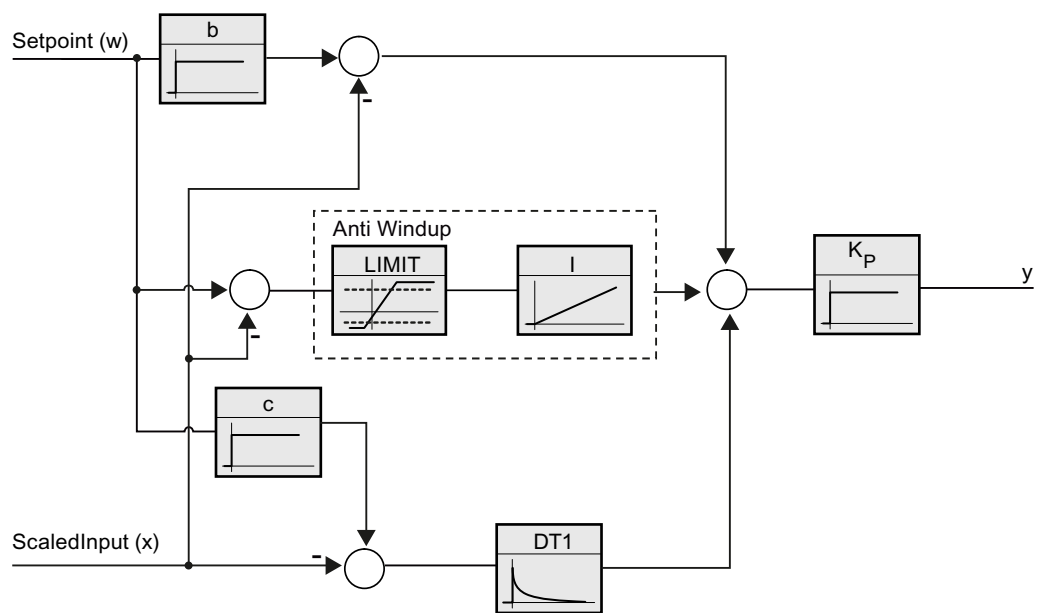 b
Setpoint (w)
-
Anti Windup
LIMIT
I
K_P
y
-
c
ScaledInput (x)
-
DT1